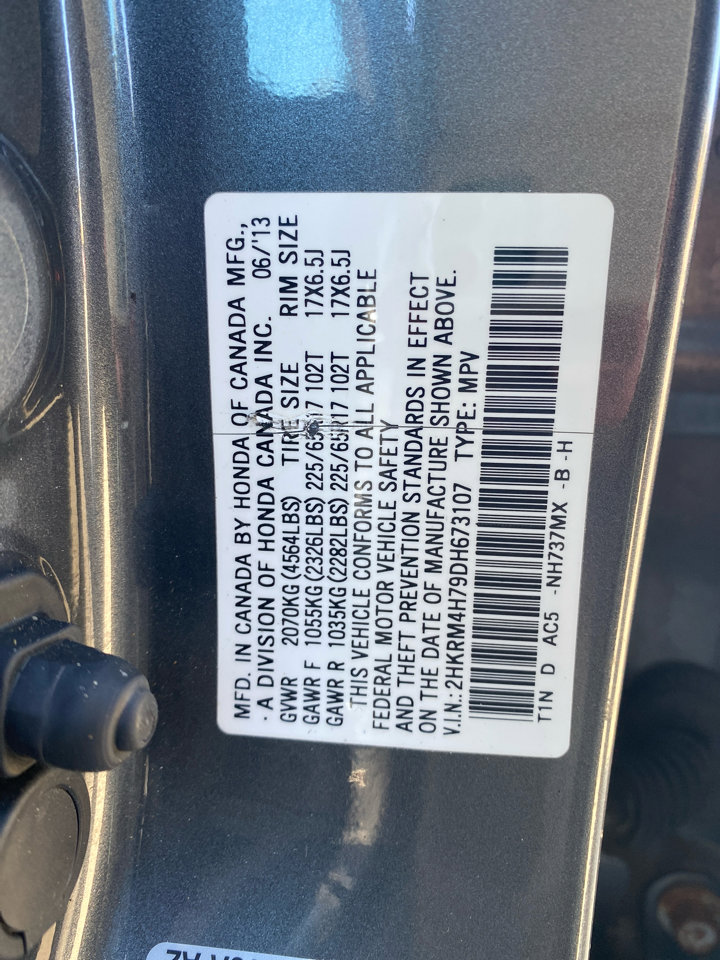 MFD. IN CANADA BY HONDA OF CANADA MFG.,
· A DIVISION OF HONDA CANADA INC. 06/'13
GVWR 2070KG (4564LBS) TIRE SIZE RIM SIZE
GAWR F 1055KG (2326LBS) 225/65R17 102T 17X6.5J
GAWR R 1035KG (2282LBS) 225/65R17 102T 17X6.5J
THIS VEHICLE CONFORMS TO ALL APPLICABLE
FEDERAL MOTOR VEHICLE SAFETY
AND THEFT PREVENTION STANDARDS IN EFFECT
ON THE DATE OF MANUFACTURE SHOWN ABOVE.
V.I.N.: 2HKRM4H79DH673107 TYPE: MPV
T1N D AC5 -NH737MX -B -H